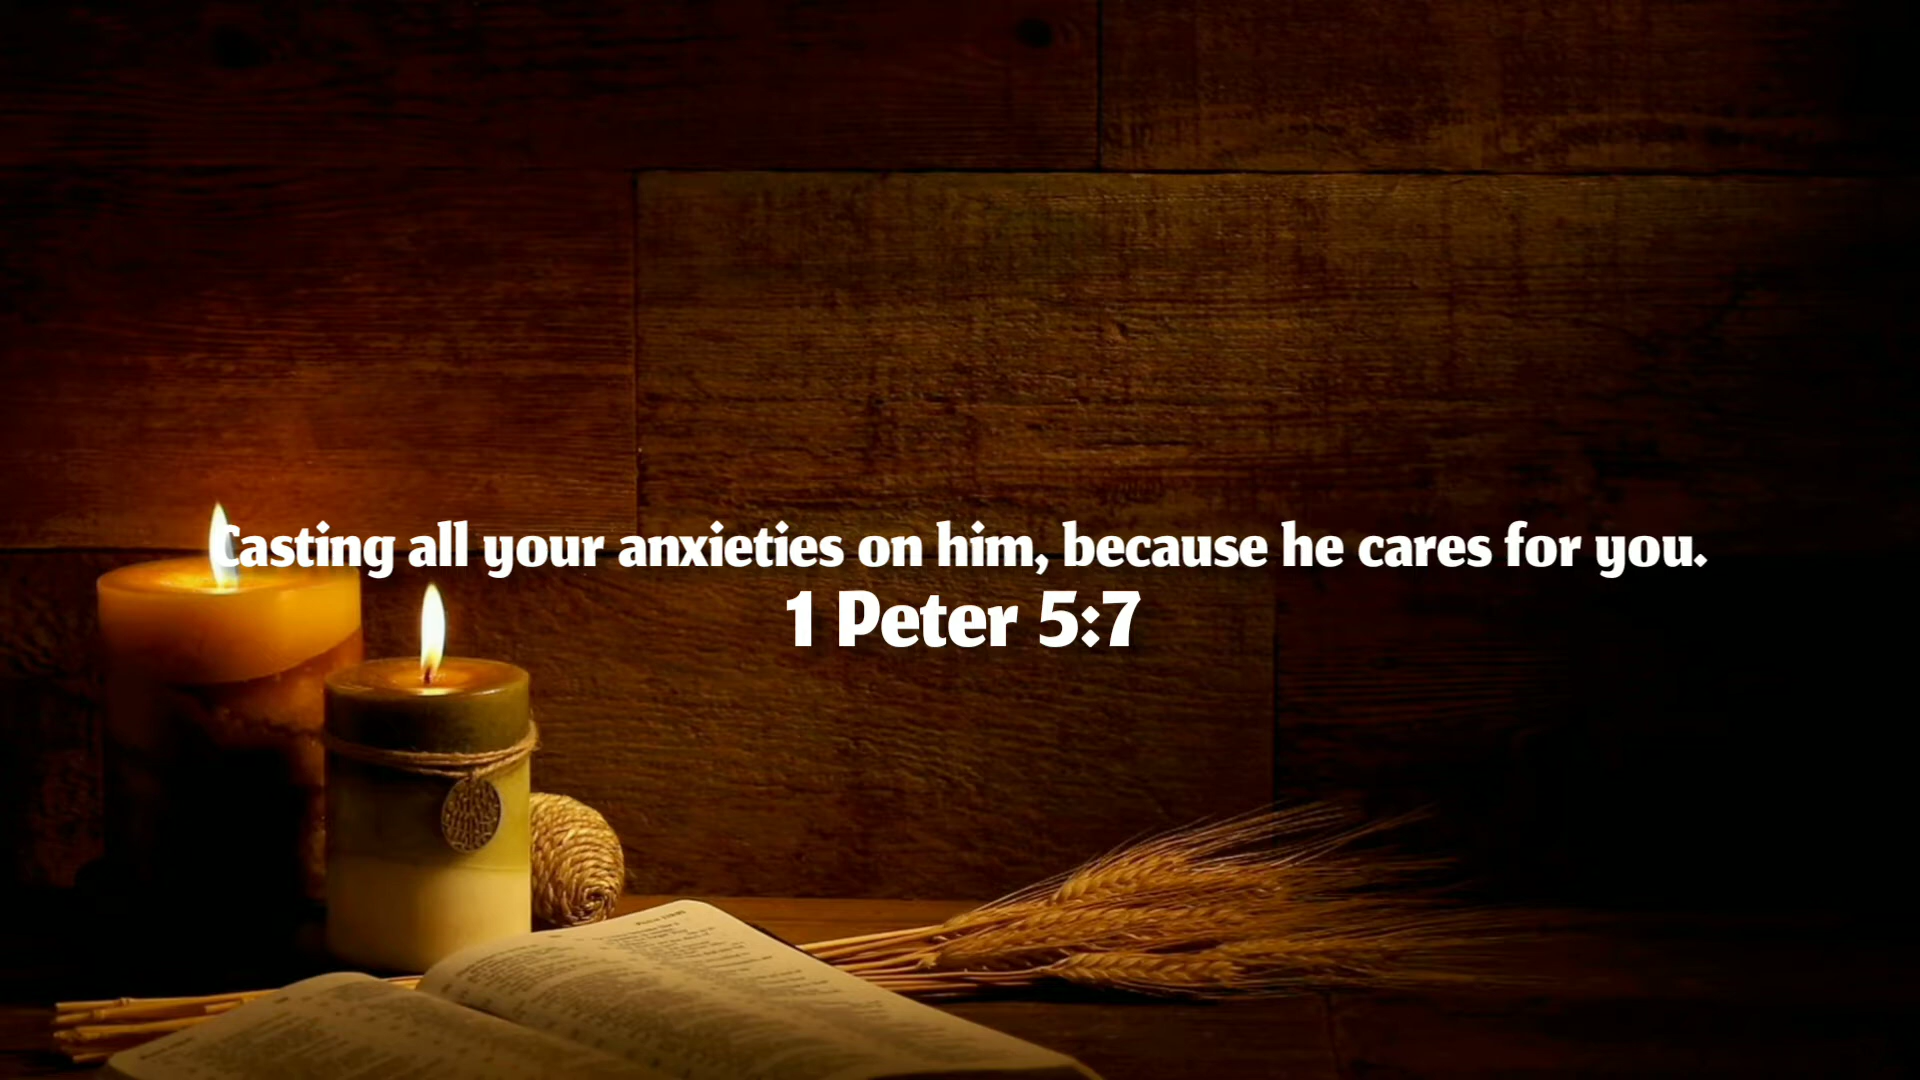 Casting all your anxieties on him, because he cares for you.
1 Peter 5:7